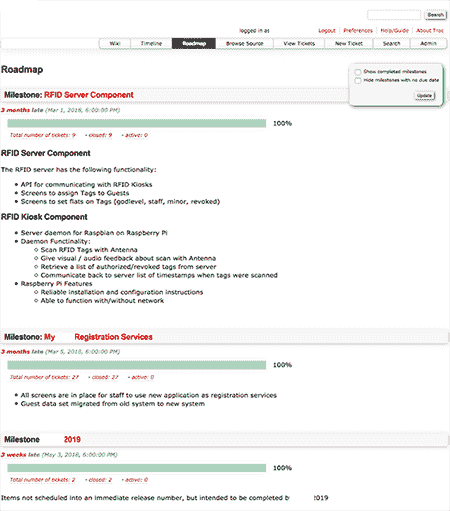 Search
logged in as
Logout | Preferences | Help/Guide | About Trac
Wiki Timeline Roadmap Browse Source View Tickets New Ticket Search Admin
Roadmap
Show completed milestones
Hide milestones with no due date
Update
Milestone: RFID Server Component
3 months late (Mar 1, 2018, 6:00:00 PM)
100%
Total number of tickets: 9 • closed: 9 • active: 0
RFID Server Component
The RFID server has the following functionality:
• API for communicating with RFID Kiosks
• Screens to assign Tags to Guests
• Screens to set flats on Tags (godlevel, staff, minor, revoked)
RFID Kiosk Component
• Server daemon for Raspbian on Raspberry Pi
• Daemon Functionality:
○ Scan RFID Tags with Antenna
○ Give visual / audio feedback about scan with Antenna
○ Retrieve a list of authorized/revoked tags from server
○ Communicate back to server list of timestamps when tags were scanned
• Raspberry Pi Features
○ Reliable installation and configuration instructions
○ Able to function with/without network
Milestone: My Registration Services
3 months late (Mar 5, 2018, 6:00:00 PM)
100%
Total number of tickets: 27 • closed: 27 • active: 0
• All screens are in place for staff to use new application as registration services
• Guest data set migrated from old system to new system
Milestone 2019
3 weeks late (May 3, 2018, 6:00:00 PM)
100%
Total number of tickets: 2 • closed: 2 • active: 0
Items not scheduled into an immediate release number, but intended to be completed b !019